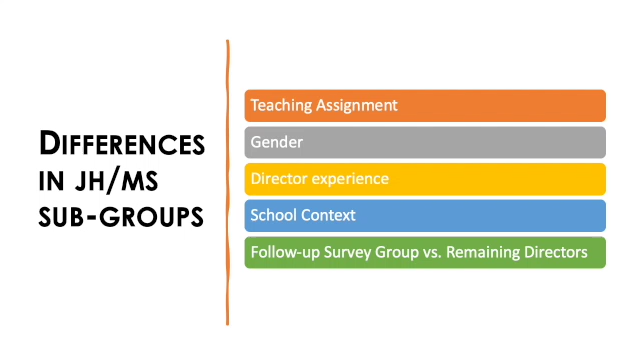 DIFFERENCES
IN JH/MS
SUB-GROUPS
Teaching Assignment
Gender
Director experience
School Context
Follow-up Survey Group vs. Remaining Directors